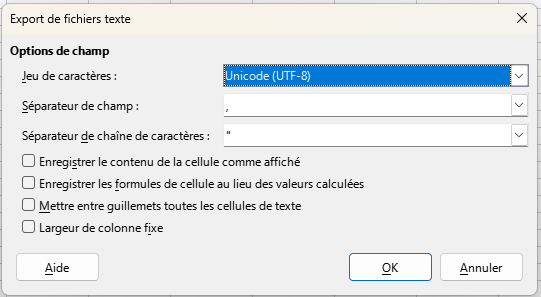 Export de fichiers texte
Options de champ
Jeu de caractères : Unicode (UTF-8)
Séparateur de champ : ,
Séparateur de chaîne de caractères : "
Enregistrer le contenu de la cellule comme affiché
Enregistrer les formules de cellule au lieu des valeurs calculées
Mettre entre guillemets toutes les cellules de texte
Largeur de colonne fixe
Aide OK Annuler